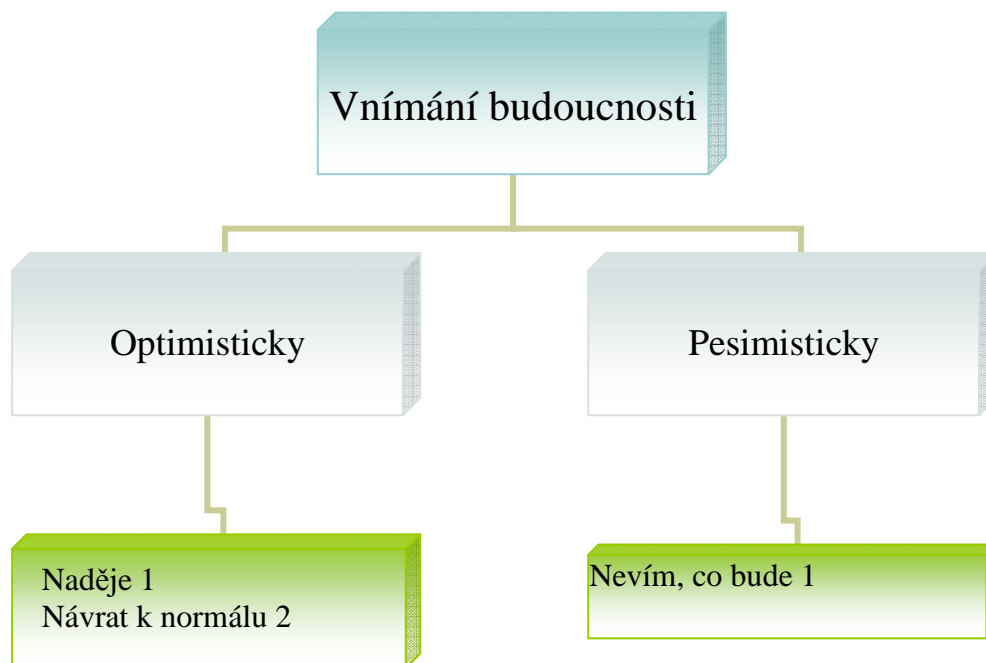 Vnímání budoucnosti
Optimisticky
Pesimisticky
Naděje 1
Návrat k normálu 2
Nevím, co bude 1